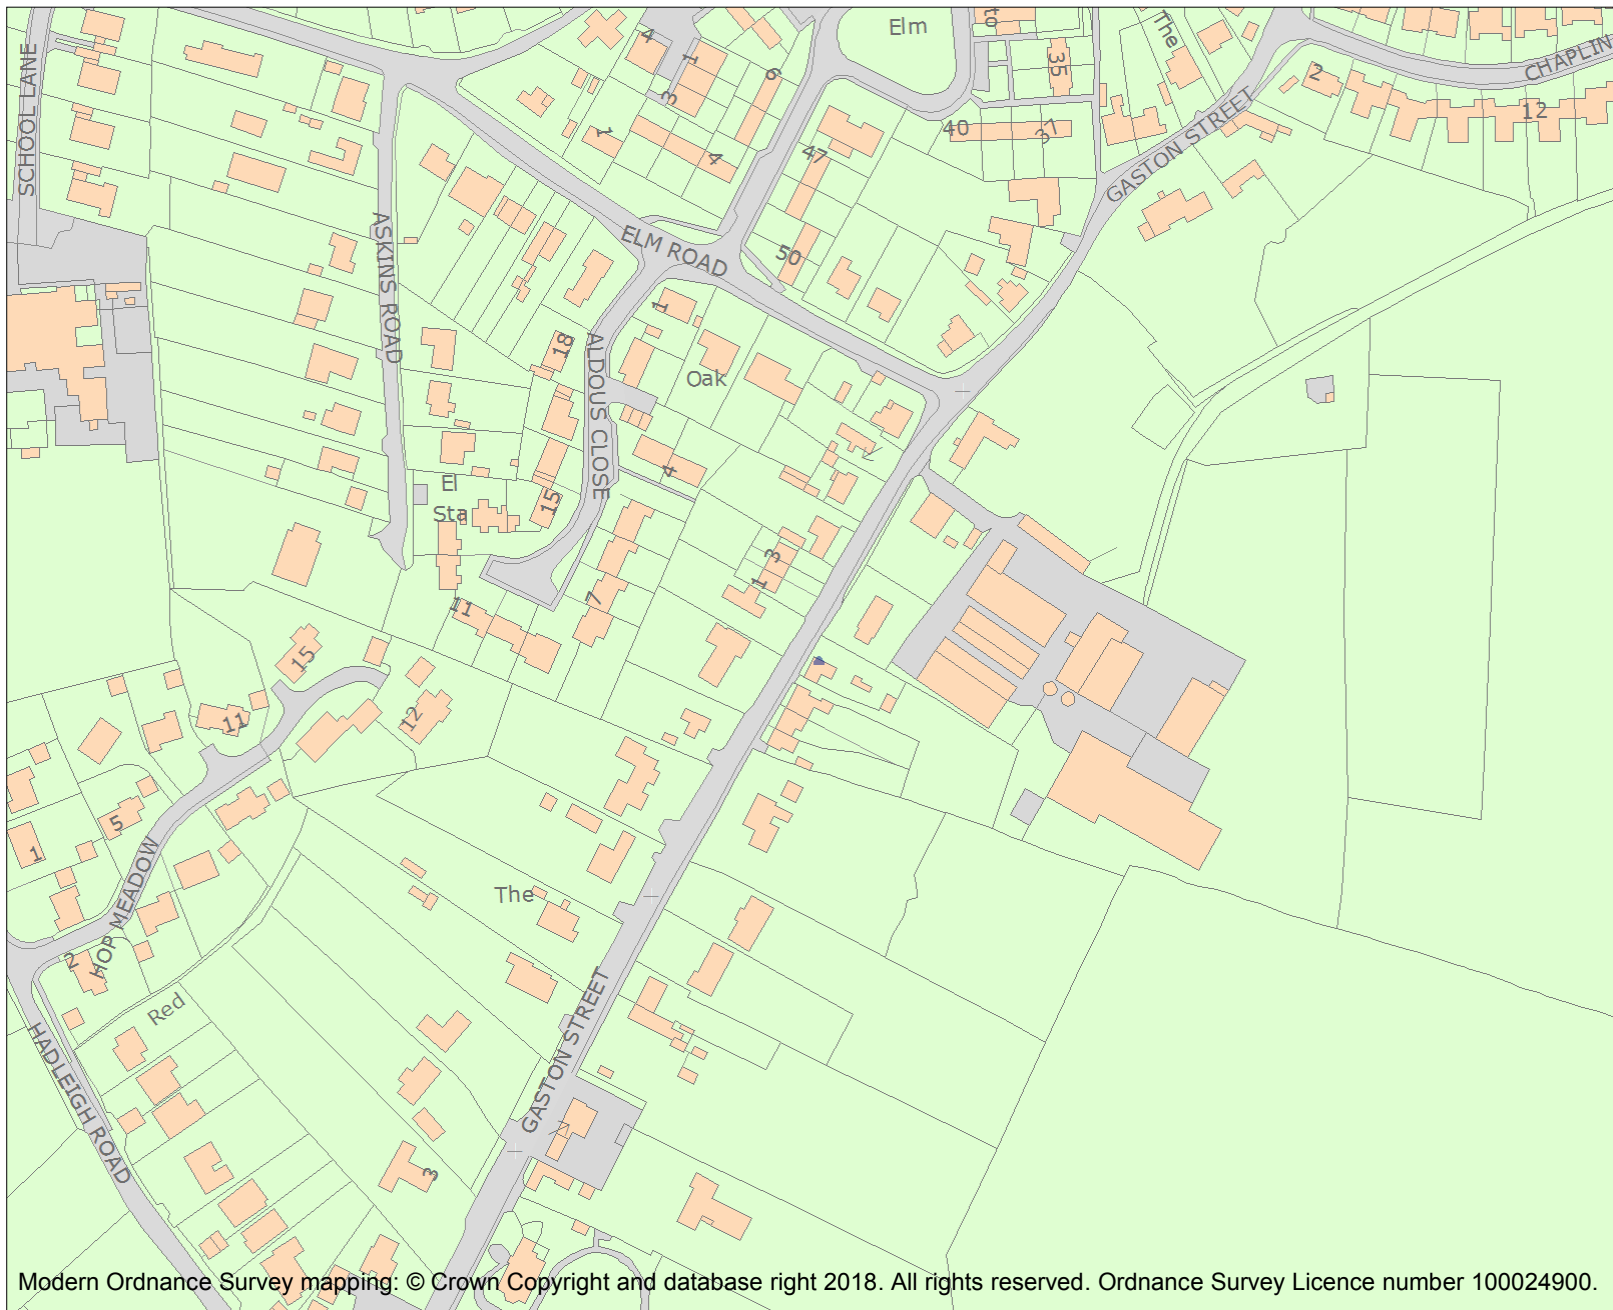 Elm
to
The
4
1
6
35
SCHOOL LANE
2
CHAPLIN
3
12
1
4
40
37
GASTON STREET
47
ASKINS ROAD
ELM ROAD
50
1
18
ALDOUS CLOSE
Oak
4
El
Sta
15
3
1
7
11
15
12
11
5
1
The
HOP MEADOW
2
Red
GASTON STREET
HADLEIGH ROAD
3
Modern Ordnance Survey mapping: © Crown Copyright and database right 2018. All rights reserved. Ordnance Survey Licence number 100024900.